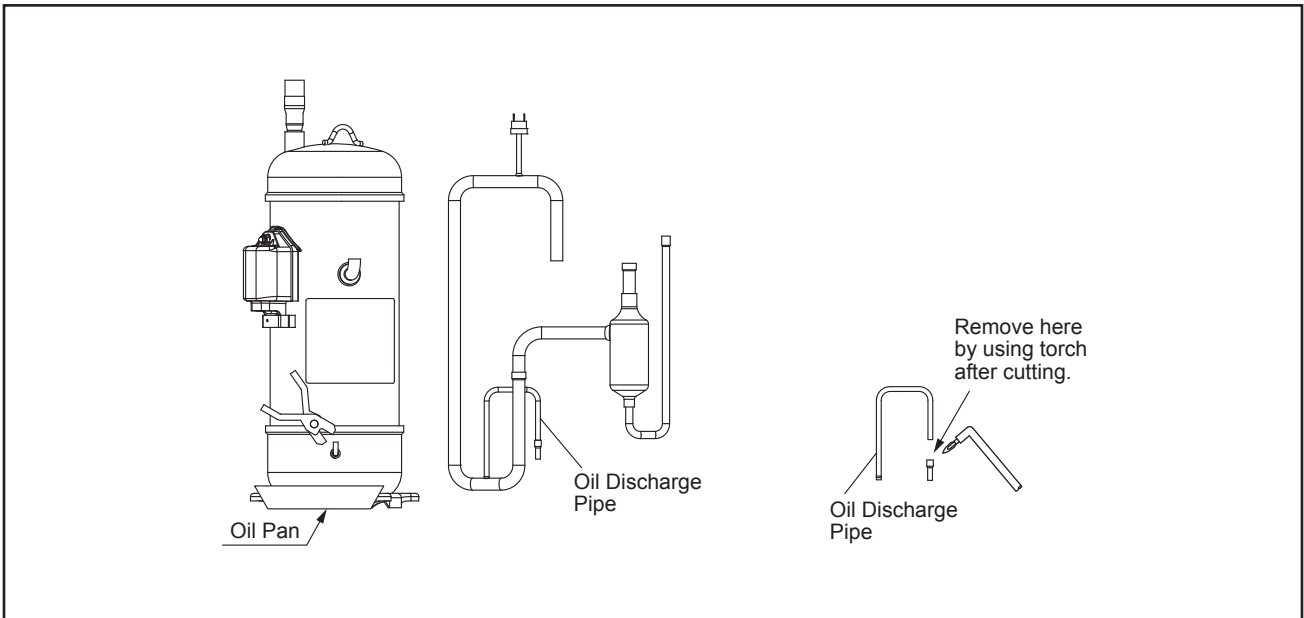 Remove here
by using torch
after cutting.
Oil Discharge
Pipe
Oil Discharge
Pipe
Oil Pan